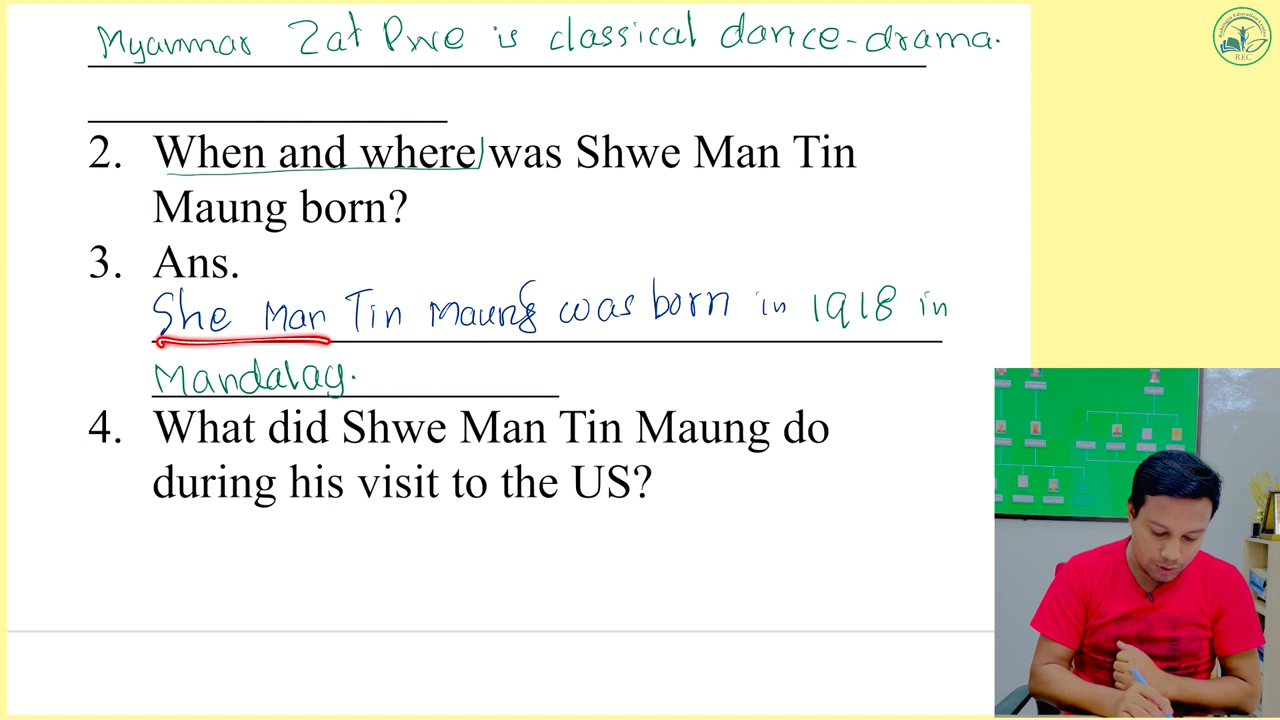 Myanmar Zat Pwe is classical dance-drama.
2. When and where was Shwe Man Tin
Maung born?
3. Ans.
She Man Tin Maung was born in 1918 in
Mandalay.
4. What did Shwe Man Tin Maung do
during his visit to the US?
REC